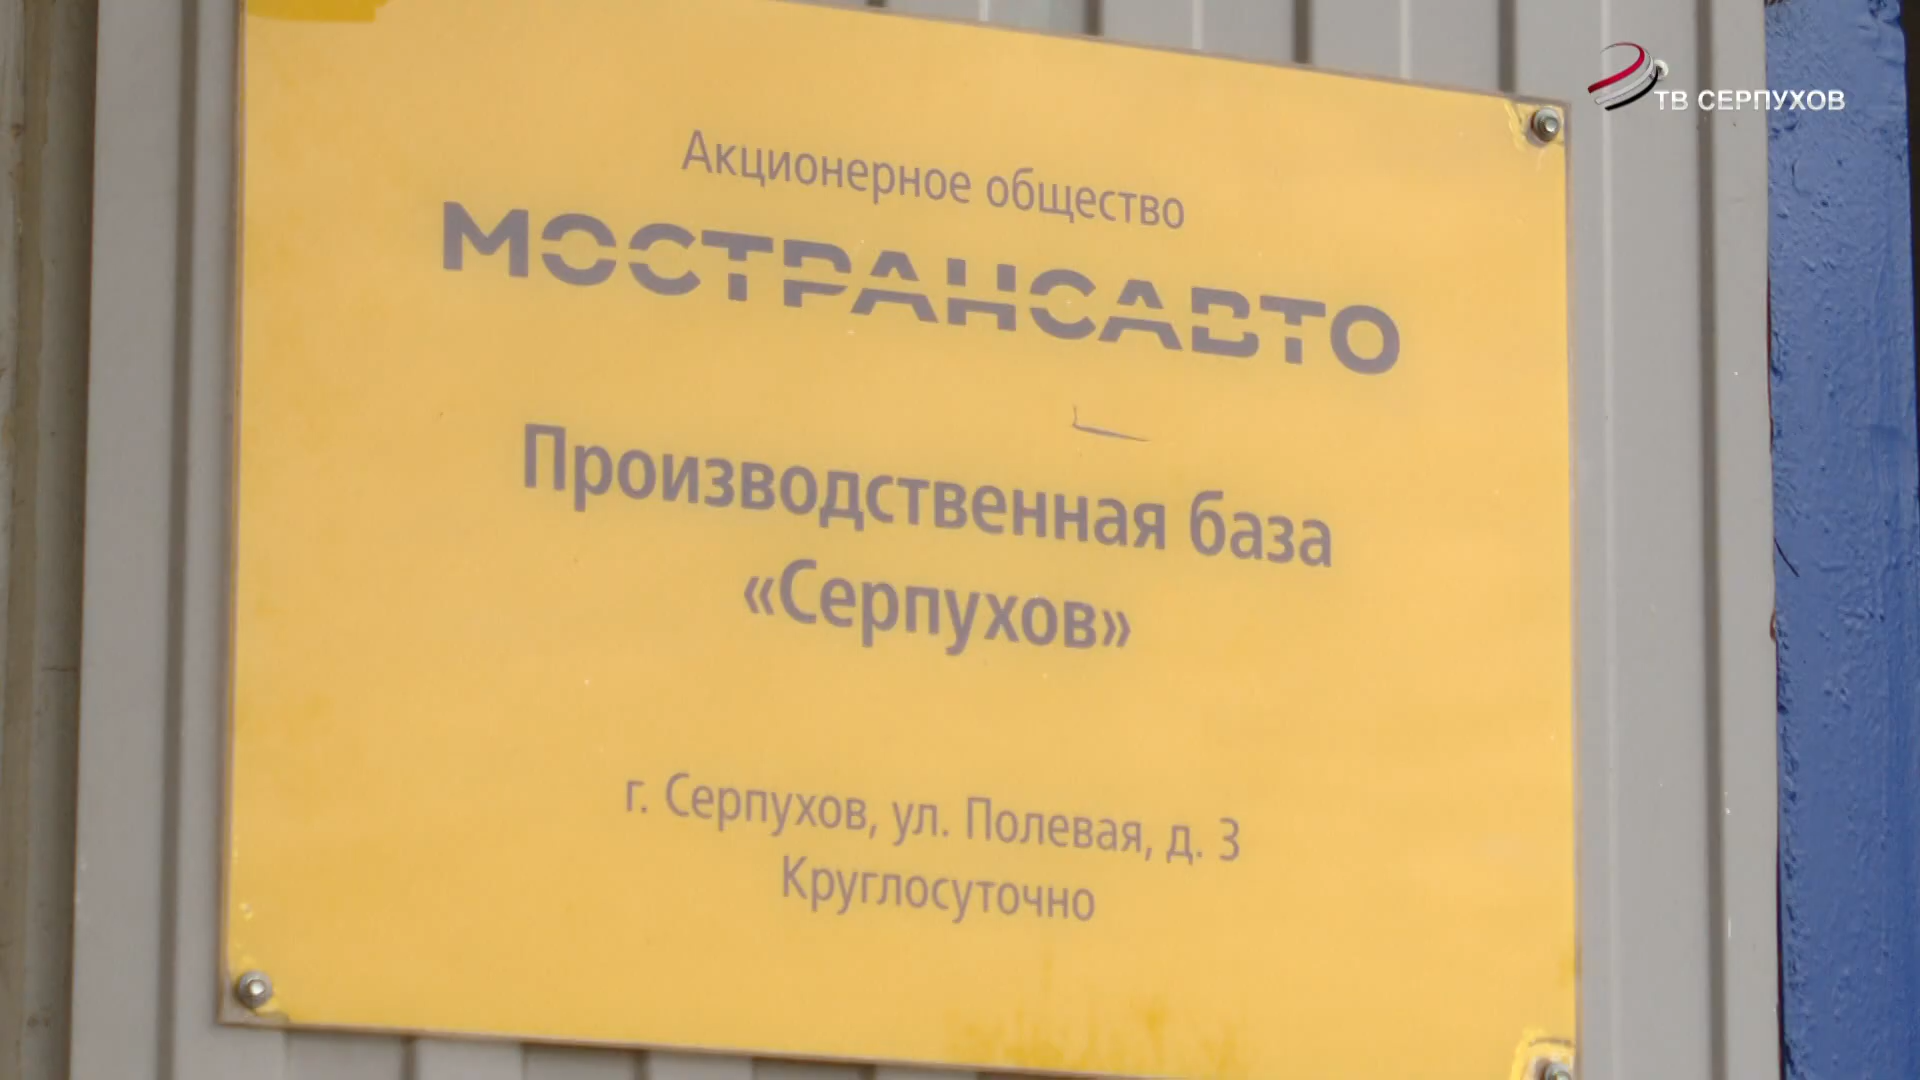 ТВ СЕРПУХОВ
Акционерное общество
МОСТРАНСАВТО
Производственная база
«Серпухов»
г. Серпухов, ул. Полевая, д. 3
Круглосуточно